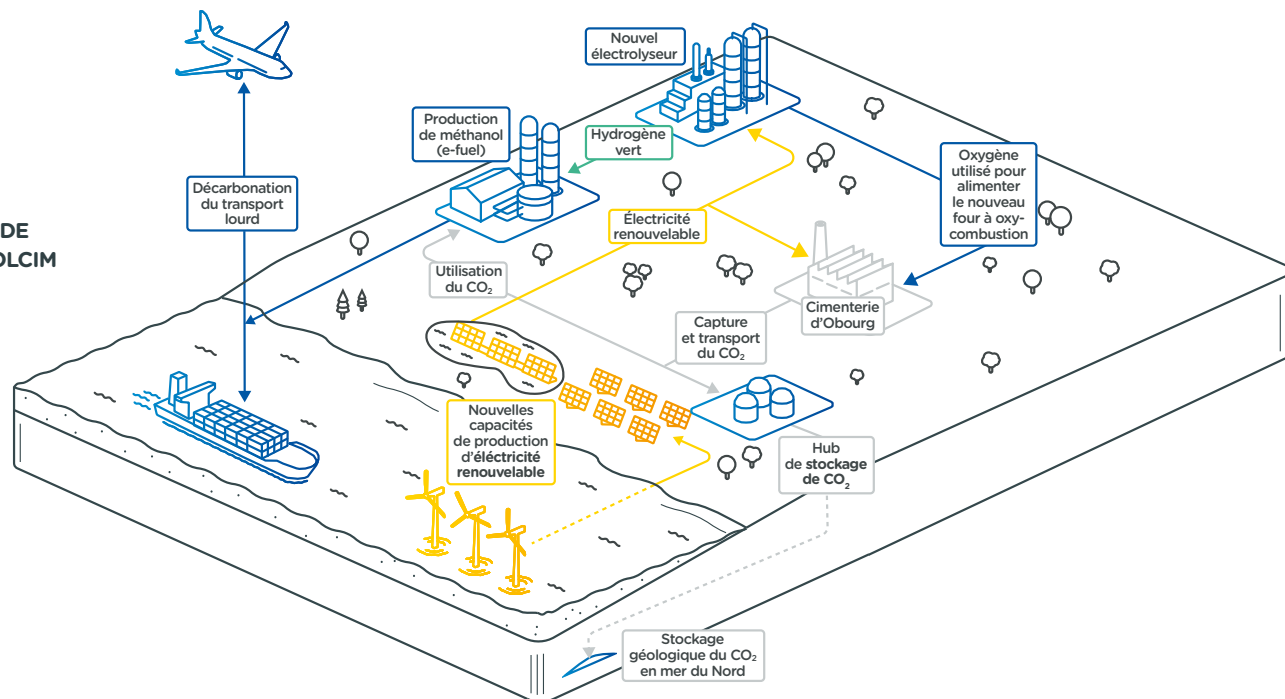 Nouvel
électrolyseur
Production
de méthanol
(e-fuel)
Hydrogène
vert
Oxygène
utilisé pour
alimenter
le nouveau
four à oxy-
combustion
Décarbonation
du transport
lourd
Électricité
renouvelable
DE
OLCIM
Utilisation
du CO₂
Cimenterie
d'Obourg
Capture
et transport
du CO₂
Nouvelles
capacités
de production
d'éléctricité
renouvelable
Hub
de stockage
de CO₂
Stockage
géologique du CO₂
en mer du Nord